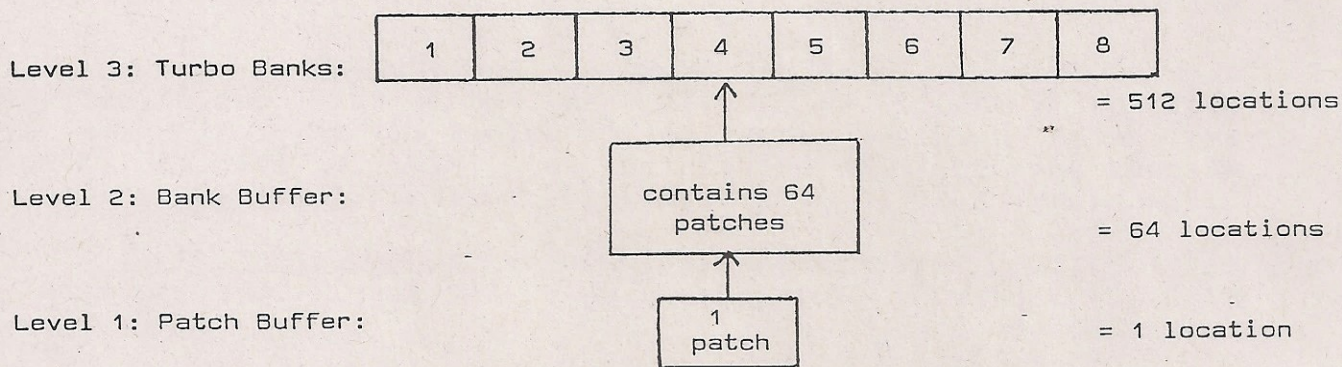 1 2 3 4 5 6 7 8
Level 3: Turbo Banks:
= 512 locations
contains 64
Level 2: Bank Buffer:
patches
= 64 locations
1
Level 1: Patch Buffer:
= 1 location
patch